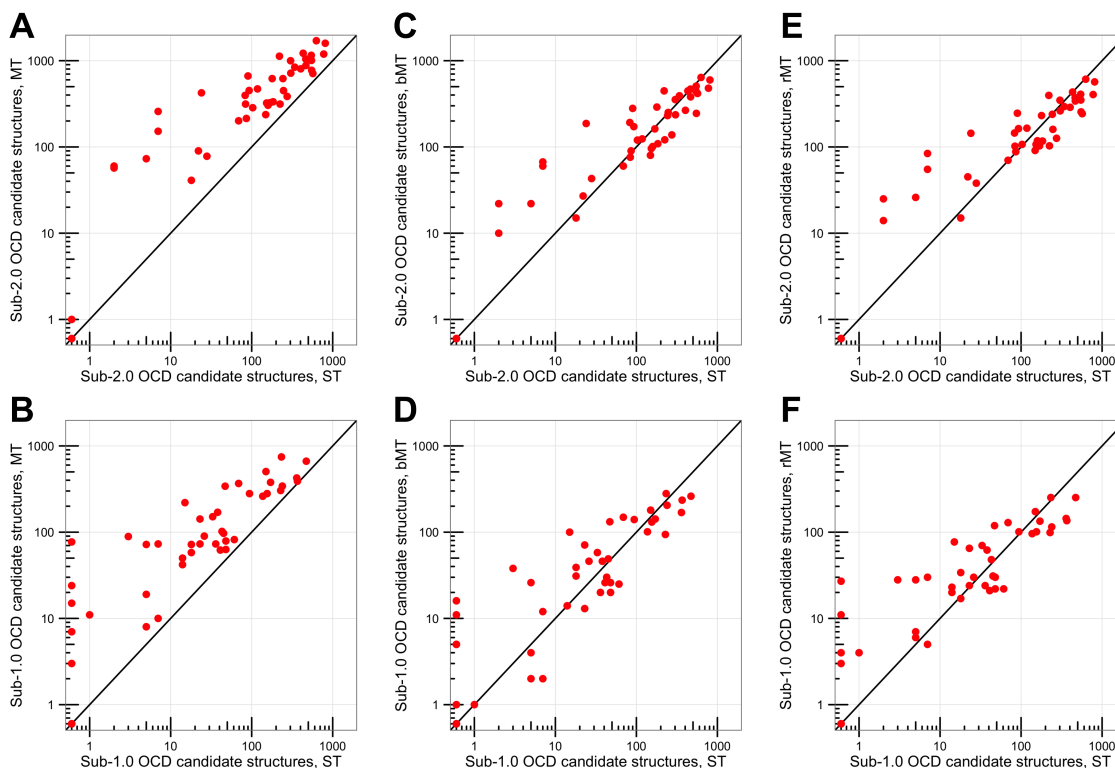 A
Sub-2.0 OCD candidate structures, MT
1000
100
10
1
1 10 100 1000
Sub-2.0 OCD candidate structures, ST
C
Sub-2.0 OCD candidate structures, bMT
1000
100
10
1
1 10 100 1000
Sub-2.0 OCD candidate structures, ST
E
Sub-2.0 OCD candidate structures, rMT
1000
100
10
1
1 10 100 1000
Sub-2.0 OCD candidate structures, ST
B
Sub-1.0 OCD candidate structures, MT
1000
100
10
1
1 10 100 1000
Sub-1.0 OCD candidate structures, ST
D
Sub-1.0 OCD candidate structures, bMT
1000
100
10
1
1 10 100 1000
Sub-1.0 OCD candidate structures, ST
F
Sub-1.0 OCD candidate structures, rMT
1000
100
10
1
1 10 100 1000
Sub-1.0 OCD candidate structures, ST